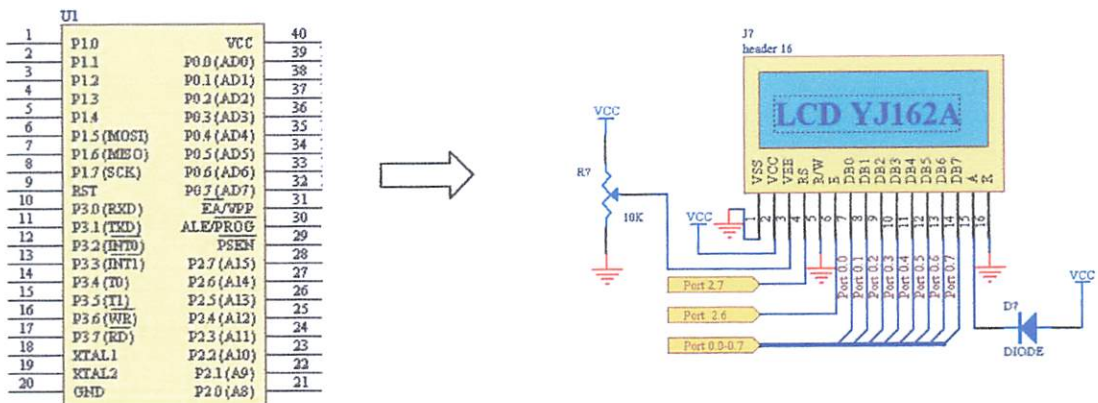 U1
1 P1.0 VCC 40
2 P1.1 P0.0(AD0) 39
3 P1.2 P0.1(AD1) 38
4 P1.3 P0.2(AD2) 37
5 P1.4 P0.3(AD3) 36
6 P1.5(MOSI) P0.4(AD4) 35
7 P1.6(MISO) P0.5(AD5) 34
8 P1.7(SCK) P0.6(AD6) 33
9 RST P0.7(AD7) 32
10 P3.0(RXD) EA/VPP 31
11 P3.1(TXD) ALE/PROG 30
12 P3.2(INT0) PSEN 29
13 P3.3(INT1) P2.7(A15) 28
14 P3.4(T0) P2.6(A14) 27
15 P3.5(T1) P2.5(A13) 26
16 P3.6(WR) P2.4(A12) 25
17 P3.7(RD) P2.3(A11) 24
18 XTAL1 P2.2(A10) 23
19 XTAL2 P2.1(A9) 22
20 GND P2.0(A8) 21
J?
header 16
LCD YJ162A
VSS VCC VEE RS R/W E DB0 DB1 DB2 DB3 DB4 DB5 DB6 DB7 A K
1 2 3 4 5 6 7 8 9 10 11 12 13 14 15 16
VCC
R?
10K
VCC
Port 0.0 Port 0.1 Port 0.2 Port 0.3 Port 0.4 Port 0.5 Port 0.6 Port 0.7
Port 2.7
Port 2.6
Port 0.0-0.7
VCC
D?
DIODE